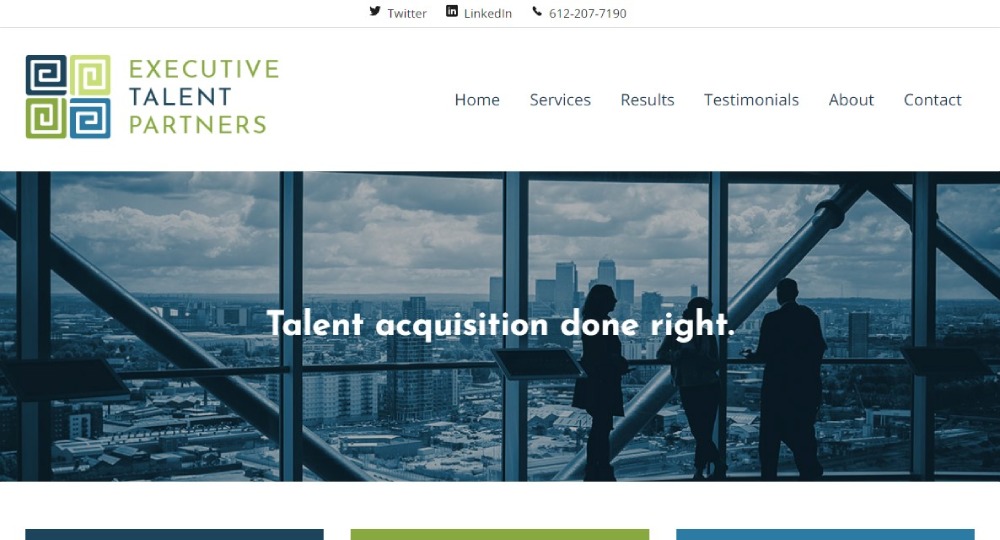 Twitter LinkedIn 612-207-7190
EXECUTIVE
TALENT
PARTNERS
Home Services Results Testimonials About Contact
Talent acquisition done right.